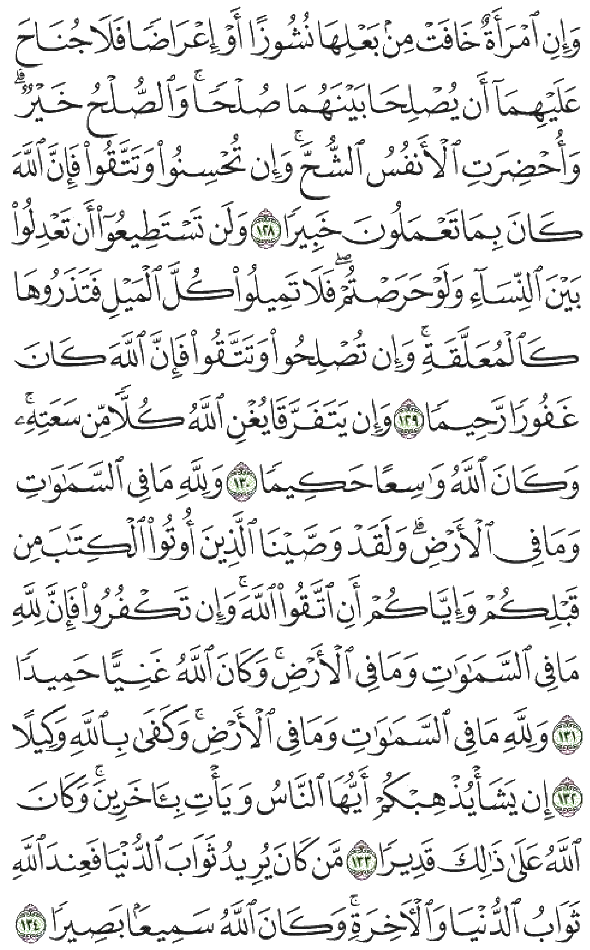 وَإِنِ ٱمْرَأَةٌ خَافَتْ مِنۢ بَعْلِهَا نُشُوزًا أَوْ إِعْرَاضًا فَلَا جُنَاحَ
عَلَيْهِمَآ أَن يُصْلِحَا بَيْنَهُمَا صُلْحًا ۚ وَٱلصُّلْحُ خَيْرٌ ۗ
وَأُحْضِرَتِ ٱلْأَنفُسُ ٱلشُّحَّ ۚ وَإِن تُحْسِنُوا۟ وَتَتَّقُوا۟ فَإِنَّ ٱللَّهَ
كَانَ بِمَا تَعْمَلُونَ خَبِيرًا ١٢٨ وَلَن تَسْتَطِيعُوٓا۟ أَن تَعْدِلُوا۟
بَيْنَ ٱلنِّسَآءِ وَلَوْ حَرَصْتُمْ ۖ فَلَا تَمِيلُوا۟ كُلَّ ٱلْمَيْلِ فَتَذَرُوهَا
كَٱلْمُعَلَّقَةِ ۚ وَإِن تُصْلِحُوا۟ وَتَتَّقُوا۟ فَإِنَّ ٱللَّهَ كَانَ
غَفُورًا رَّحِيمًا ١٢٩ وَإِن يَتَفَرَّقَا يُغْنِ ٱللَّهُ كُلًّا مِّن سَعَتِهِۦ ۚ
وَكَانَ ٱللَّهُ وَٰسِعًا حَكِيمًا ١٣٠ وَلِلَّهِ مَا فِى ٱلسَّمَٰوَٰتِ
وَمَا فِى ٱلْأَرْضِ ۗ وَلَقَدْ وَصَّيْنَا ٱلَّذِينَ أُوتُوا۟ ٱلْكِتَٰبَ مِن
قَبْلِكُمْ وَإِيَّاكُمْ أَنِ ٱتَّقُوا۟ ٱللَّهَ ۚ وَإِن تَكْفُرُوا۟ فَإِنَّ لِلَّهِ
مَا فِى ٱلسَّمَٰوَٰتِ وَمَا فِى ٱلْأَرْضِ ۚ وَكَانَ ٱللَّهُ غَنِيًّا حَمِيدًا
١٣١ وَلِلَّهِ مَا فِى ٱلسَّمَٰوَٰتِ وَمَا فِى ٱلْأَرْضِ ۚ وَكَفَىٰ بِٱللَّهِ وَكِيلًا
١٣٢ إِن يَشَأْ يُذْهِبْكُمْ أَيُّهَا ٱلنَّاسُ وَيَأْتِ بِـَٔاخَرِينَ ۚ وَكَانَ
ٱللَّهُ عَلَىٰ ذَٰلِكَ قَدِيرًا ١٣٣ مَّن كَانَ يُرِيدُ ثَوَابَ ٱلدُّنْيَا فَعِندَ ٱللَّهِ
ثَوَابُ ٱلدُّنْيَا وَٱلْـَٔاخِرَةِ ۚ وَكَانَ ٱللَّهُ سَمِيعًۢا بَصِيرًا ١٣٤